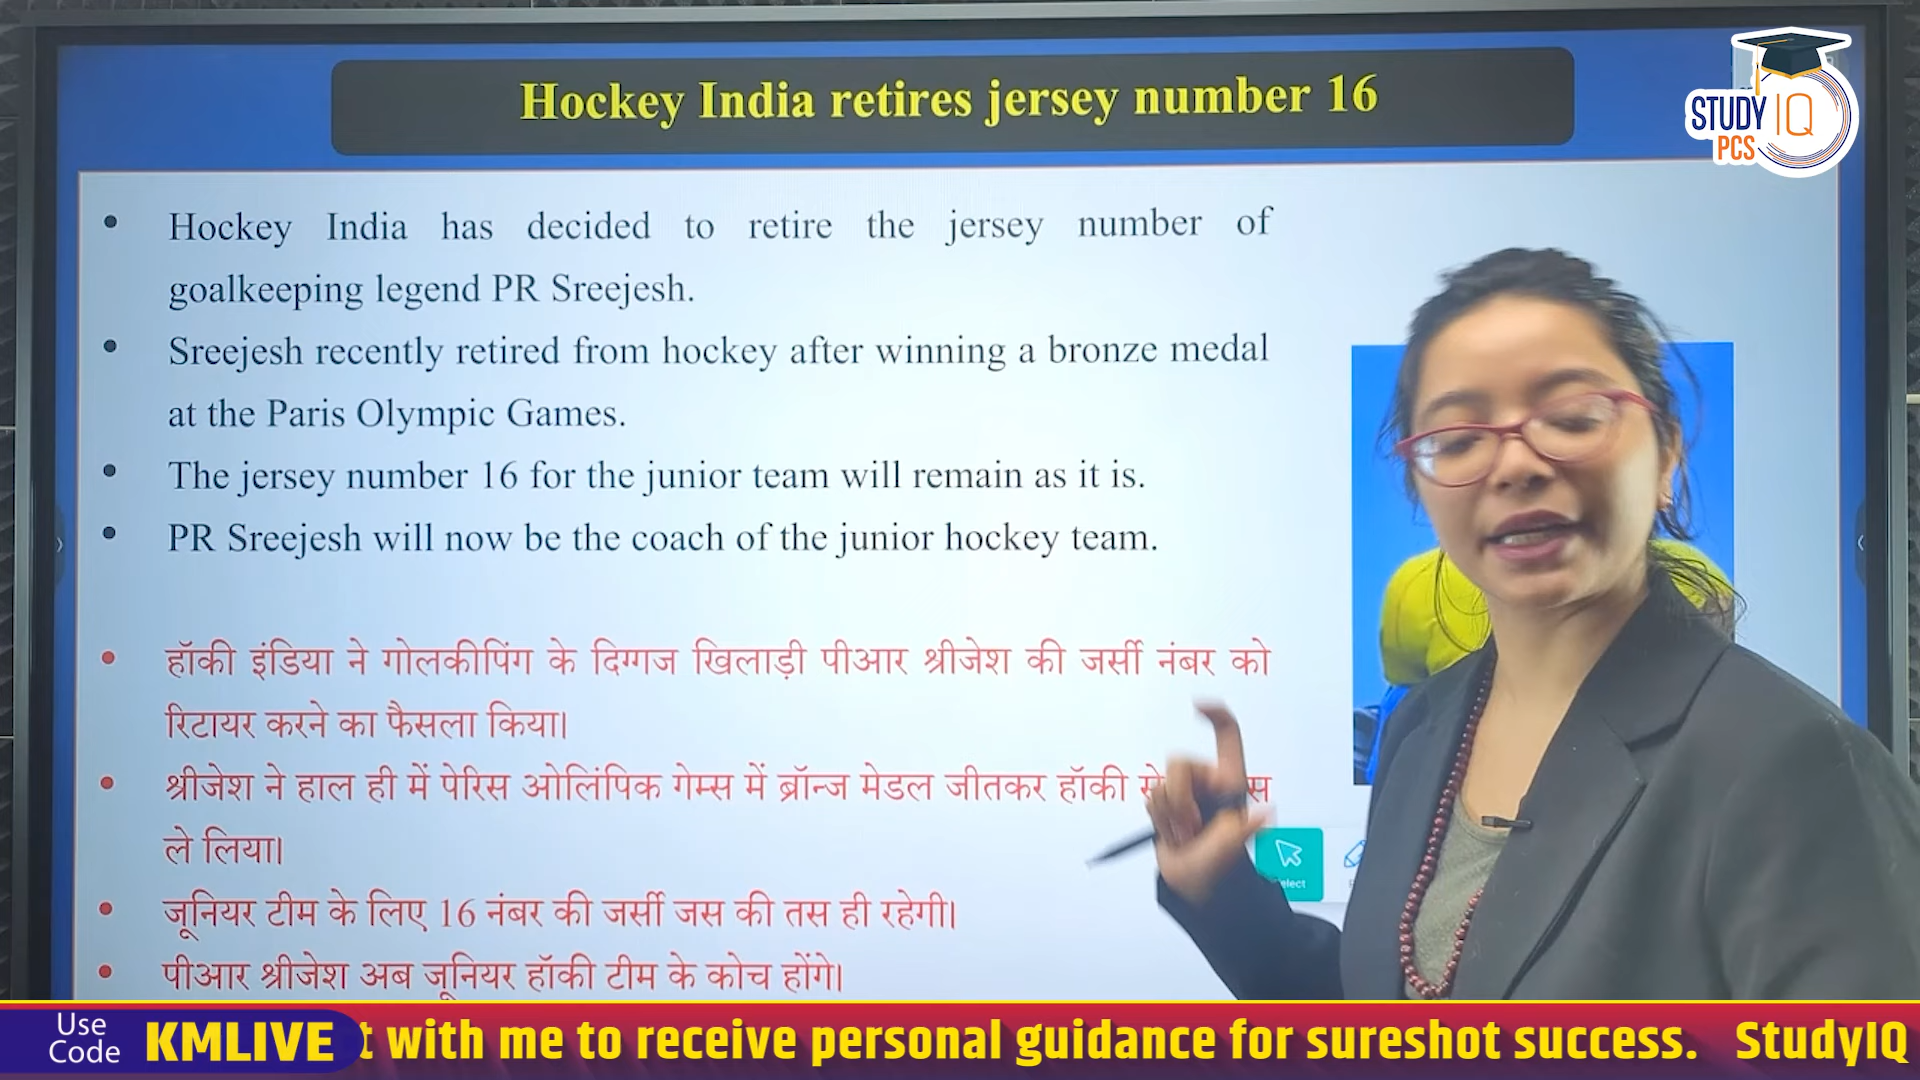 Hockey India retires jersey number 16
STUDY IQ
PCS
• Hockey India has decided to retire the jersey number of
goalkeeping legend PR Sreejesh.
• Sreejesh recently retired from hockey after winning a bronze medal
at the Paris Olympic Games.
• The jersey number 16 for the junior team will remain as it is.
• PR Sreejesh will now be the coach of the junior hockey team.
• हॉकी इंडिया ने गोलकीपिंग के दिग्गज खिलाड़ी पीआर श्रीजेश की जर्सी नंबर को
रिटायर करने का फैसला किया।
• श्रीजेश ने हाल ही में पेरिस ओलिंपिक गेम्स में ब्रॉन्ज मेडल जीतकर हॉकी
ले लिया।
• जूनियर टीम के लिए 16 नंबर की जर्सी जस की तस ही रहेगी।
• पीआर श्रीजेश अब जूनियर हॉकी टीम के कोच होंगे।
Use
Code
KMLIVE
t with me to receive personal guidance for sureshot success. StudyIQ